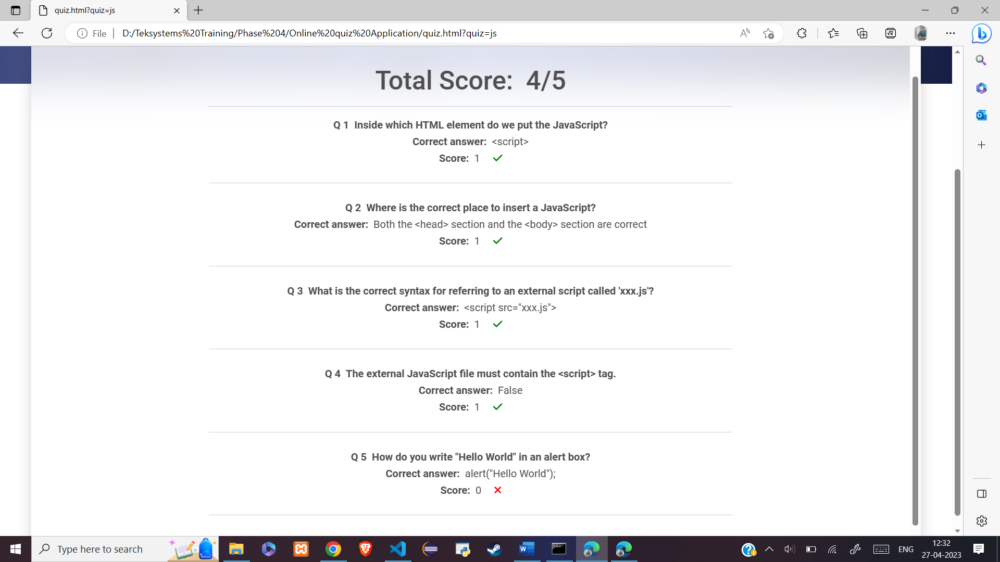 quiz.html?quiz=js
File
D:/Teksystems%20Training/Phase%204/Online%20quiz%20Application/quiz.html?quiz=js
Total Score: 4/5
Q 1 Inside which HTML element do we put the JavaScript?
Correct answer: <script>
Score: 1
Q 2 Where is the correct place to insert a JavaScript?
Correct answer: Both the <head> section and the <body> section are correct
Score: 1
Q 3 What is the correct syntax for referring to an external script called 'xxx.js'?
Correct answer: <script src="xxx.js">
Score: 1
Q 4 The external JavaScript file must contain the <script> tag.
Correct answer: False
Score: 1
Q 5 How do you write "Hello World" in an alert box?
Correct answer: alert("Hello World");
Score: 0
Type here to search
ENG
12:32
27-04-2023